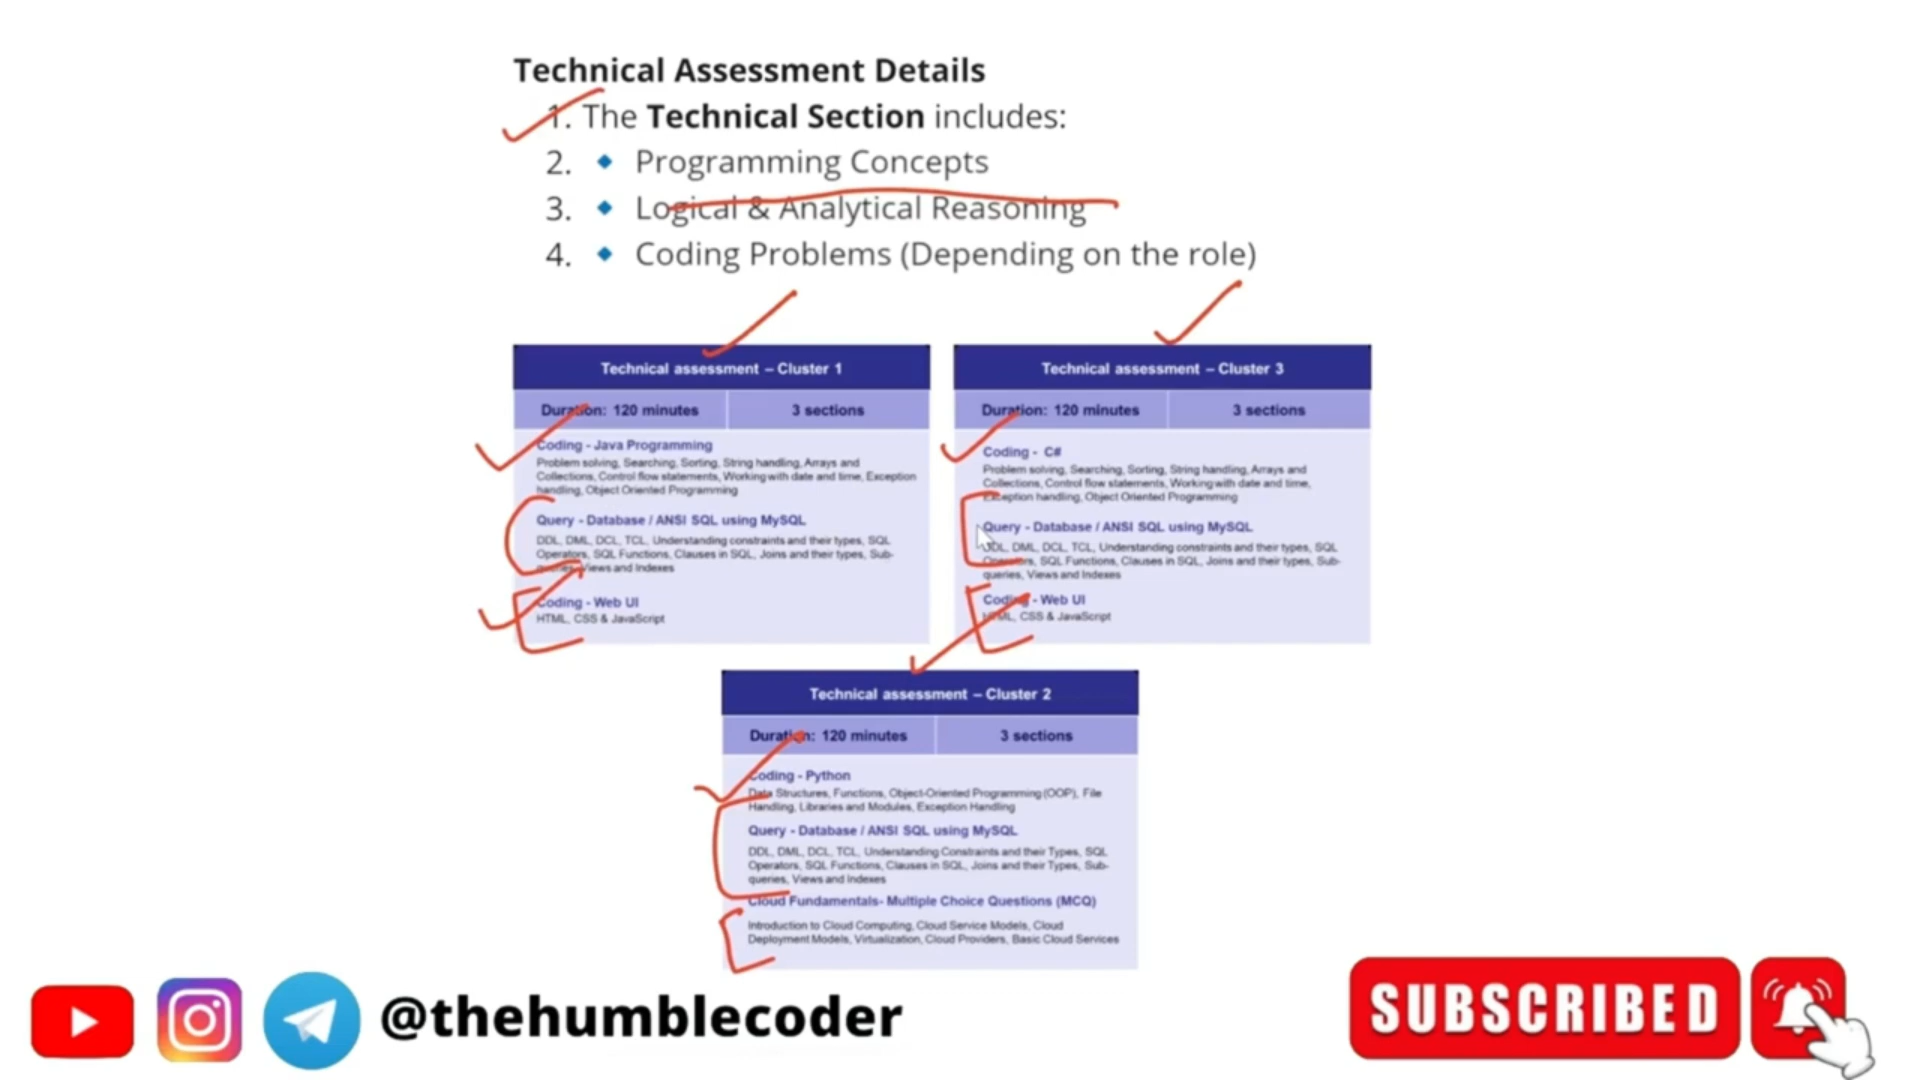 Technical Assessment Details
1. The Technical Section includes:
2. Programming Concepts
3. Logical & Analytical Reasoning
4. Coding Problems (Depending on the role)
Technical assessment – Cluster 1
Duration: 120 minutes
3 sections
Coding - Java Programming
Problem solving, Searching, Sorting, String handling, Arrays and
Collections, Control flow statements, Working with date and time, Exception
handling, Object Oriented Programming
Query - Database / ANSI SQL using MySQL
DDL, DML, DCL, TCL, Understanding constraints and their types, SQL
Operators, SQL Functions, Clauses in SQL, Joins and their types, Sub-
queries, Views and Indexes
Coding - Web UI
HTML, CSS & JavaScript
Technical assessment – Cluster 3
Duration: 120 minutes
3 sections
Coding - C#
Problem solving, Searching, Sorting, String handling, Arrays and
Collections, Control flow statements, Working with date and time,
Exception handling, Object Oriented Programming
Query - Database / ANSI SQL using MySQL
DDL, DML, DCL, TCL, Understanding constraints and their types, SQL
Operators, SQL Functions, Clauses in SQL, Joins and their types, Sub-
queries, Views and Indexes
Coding - Web UI
HTML, CSS & JavaScript
Technical assessment – Cluster 2
Duration: 120 minutes
3 sections
Coding - Python
Data Structures, Functions, Object-Oriented Programming (OOP), File
Handling, Libraries and Modules, Exception Handling
Query - Database / ANSI SQL using MySQL
DDL, DML, DCL, TCL, Understanding Constraints and their Types, SQL
Operators, SQL Functions, Clauses in SQL, Joins and their Types, Sub-
queries, Views and Indexes
Cloud Fundamentals- Multiple Choice Questions (MCQ)
Introduction to Cloud Computing, Cloud Service Models, Cloud
Deployment Models, Virtualization, Cloud Providers, Basic Cloud Services
@thehumblecoder
SUBSCRIBED